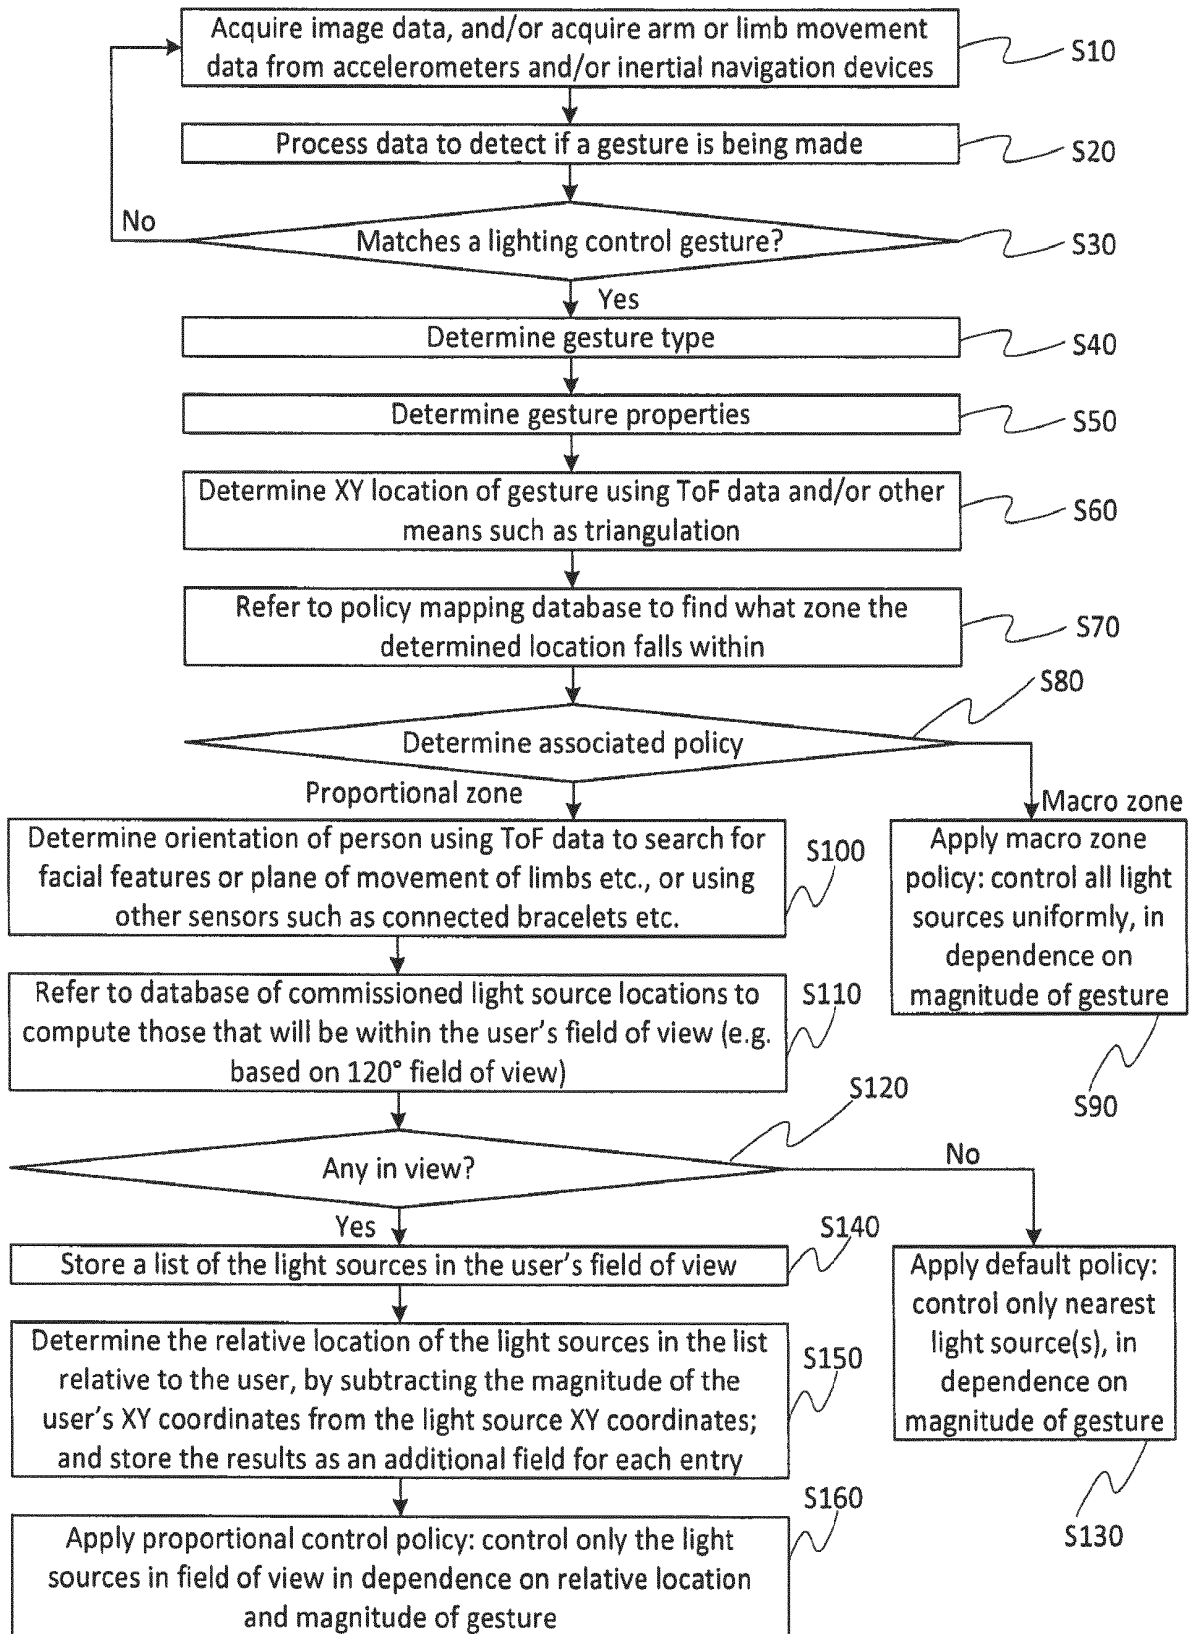 Acquire image data, and/or acquire arm or limb movement
data from accelerometers and/or inertial navigation devices
S10
Process data to detect if a gesture is being made
S20
No
Matches a lighting control gesture?
S30
Yes
Determine gesture type
S40
Determine gesture properties
S50
Determine XY location of gesture using ToF data and/or other
means such as triangulation
S60
Refer to policy mapping database to find what zone the
determined location falls within
S70
S80
Determine associated policy
Proportional zone
Macro zone
Determine orientation of person using ToF data to search for
facial features or plane of movement of limbs etc., or using
other sensors such as connected bracelets etc.
S100
Apply macro zone
policy: control all light
sources uniformly, in
dependence on
magnitude of gesture
S90
Refer to database of commissioned light source locations to
compute those that will be within the user's field of view (e.g.
based on 120° field of view)
S110
S120
Any in view?
No
Yes
S140
Store a list of the light sources in the user's field of view
Apply default policy:
control only nearest
light source(s), in
dependence on
magnitude of gesture
S130
Determine the relative location of the light sources in the list
relative to the user, by subtracting the magnitude of the
user's XY coordinates from the light source XY coordinates;
and store the results as an additional field for each entry
S150
S160
Apply proportional control policy: control only the light
sources in field of view in dependence on relative location
and magnitude of gesture